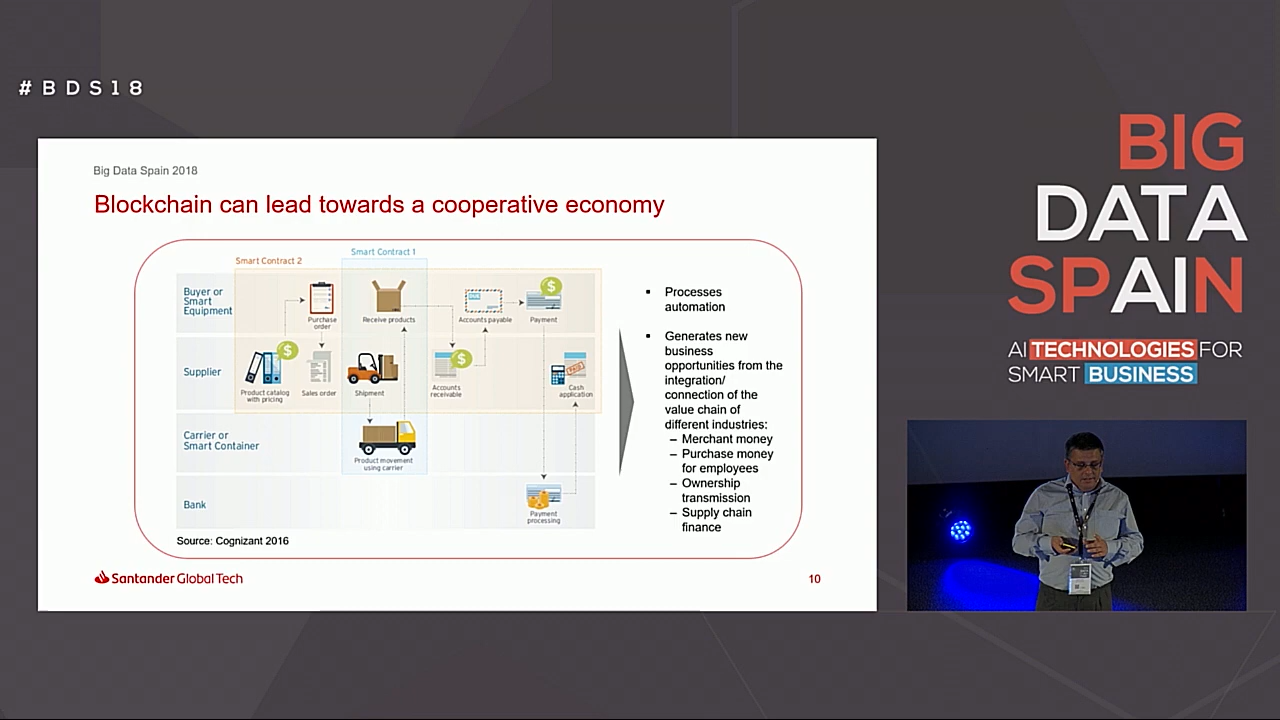 #BDS18
Big Data Spain 2018
Blockchain can lead towards a cooperative economy
Smart Contract 1
Smart Contract 2
Buyer or
Smart
Equipment
Purchase
order
Receive products
Accounts payable
$
Payment
Supplier
$
Product catalog
with pricing
Sales order
Shipment
$
Accounts
receivable
PAID
Cash
application
Carrier or
Smart Container
Product movement
using carrier
Bank
Payment
processing
Source: Cognizant 2016
▪ Processes
automation
▪ Generates new
business
opportunities from the
integration/
connection of the
value chain of
different industries:
– Merchant money
– Purchase money
for employees
– Ownership
transmission
– Supply chain
finance
Santander Global Tech
10
BIG
DATA
SPAIN
AI TECHNOLOGIES FOR
SMART BUSINESS